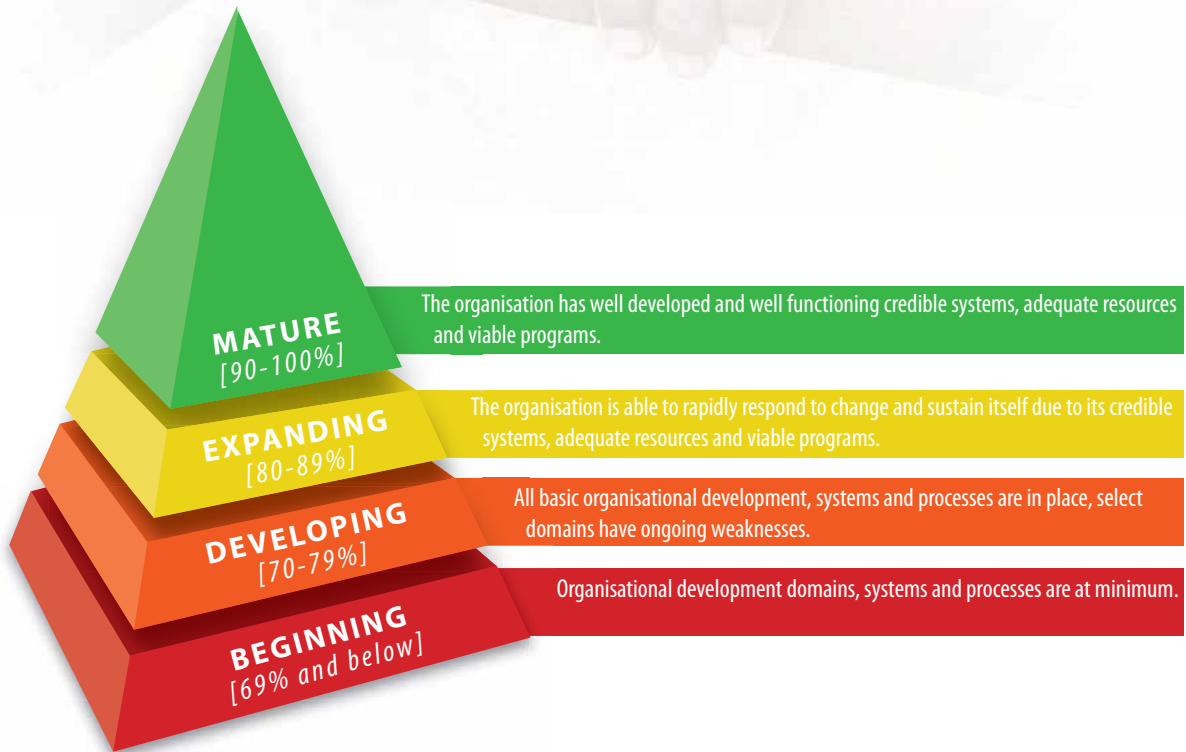 MATURE
[90-100%]
The organisation has well developed and well functioning credible systems, adequate resources
and viable programs.
EXPANDING
[80-89%]
The organisation is able to rapidly respond to change and sustain itself due to its credible
systems, adequate resources and viable programs.
DEVELOPING
[70-79%]
All basic organisational development, systems and processes are in place, select
domains have ongoing weaknesses.
BEGINNING
[69% and below]
Organisational development domains, systems and processes are at minimum.